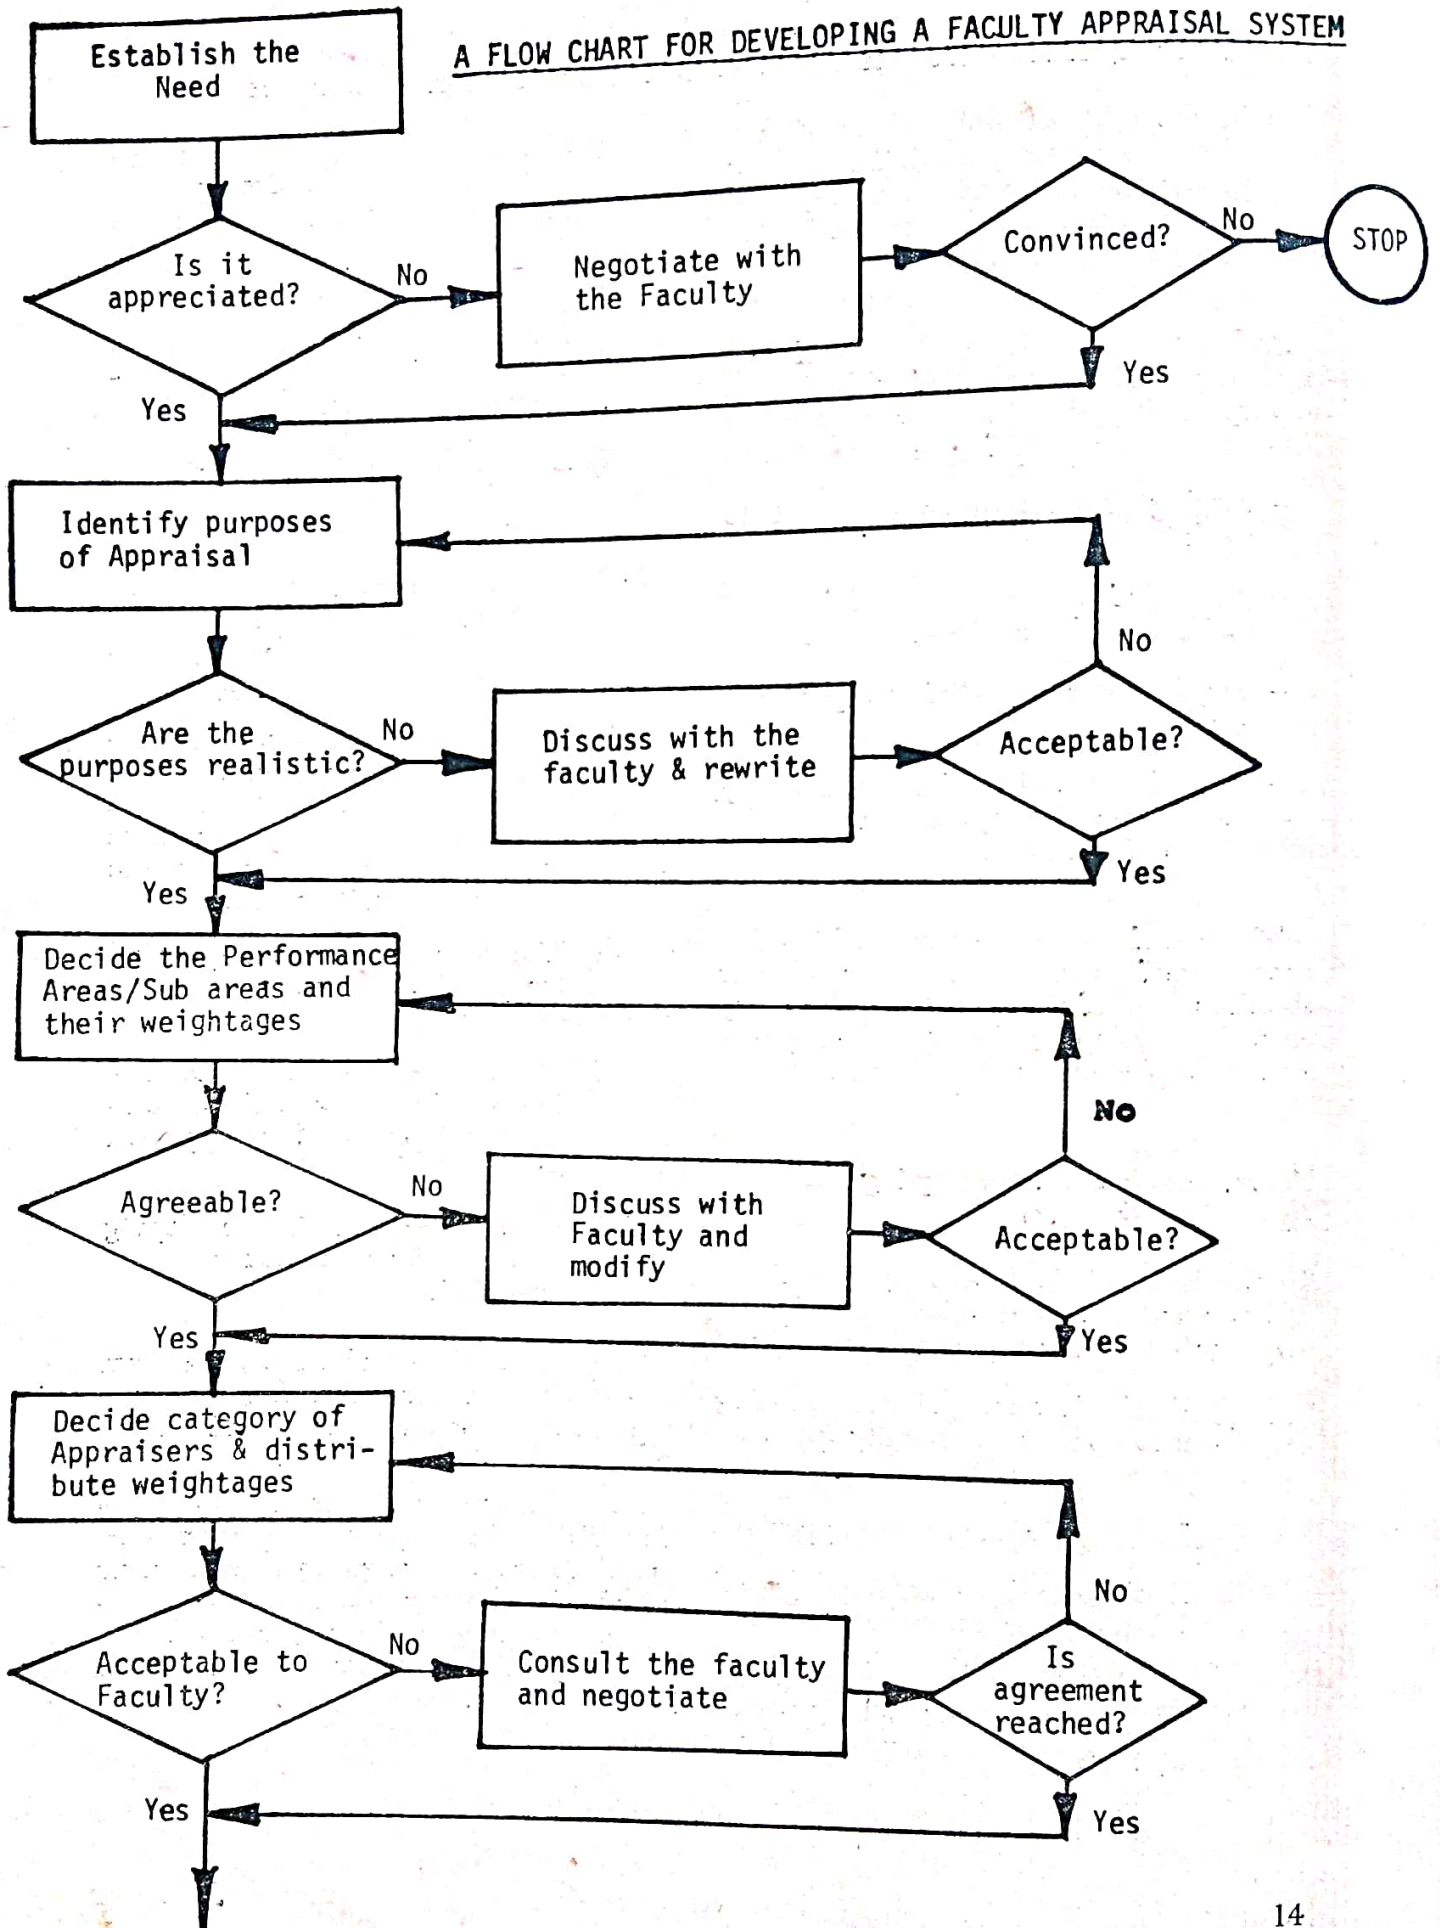 A FLOW CHART FOR DEVELOPING A FACULTY APPRAISAL SYSTEM
Establish the
Need
Is it
appreciated?
No
Negotiate with
the Faculty
Convinced?
No
STOP
Yes
Yes
Identify purposes
of Appraisal
No
Are the
purposes realistic?
No
Discuss with the
faculty & rewrite
Acceptable?
Yes
Yes
Decide the Performance
Areas/Sub areas and
their weightages
No
Agreeable?
No
Discuss with
Faculty and
modify
Acceptable?
Yes
Yes
Decide category of
Appraisers & distri-
bute weightages
No
Acceptable to
Faculty?
No
Consult the faculty
and negotiate
Is
agreement
reached?
Yes
Yes
14